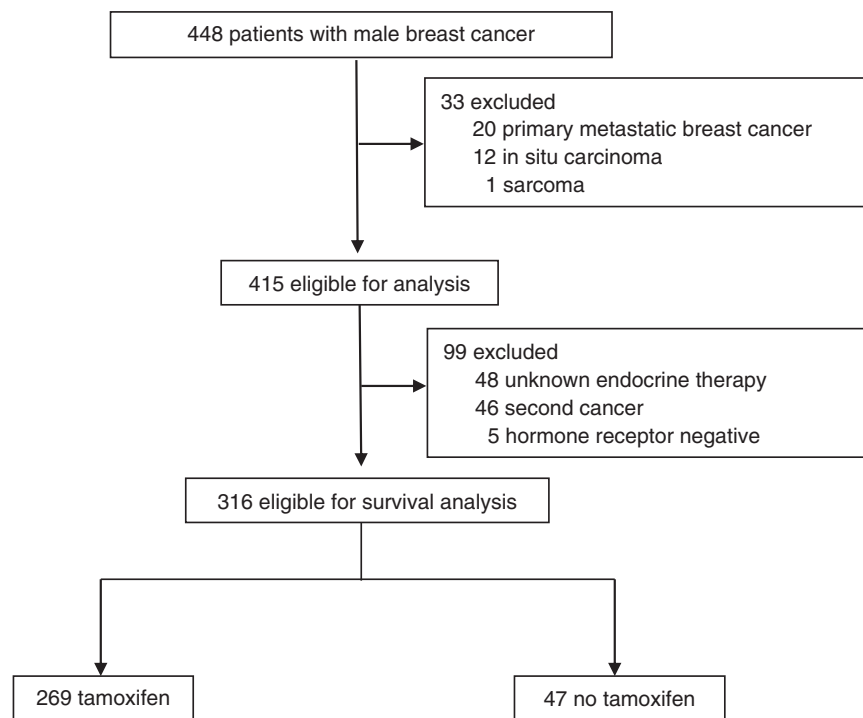 448 patients with male breast cancer
33 excluded
20 primary metastatic breast cancer
12 in situ carcinoma
1 sarcoma
415 eligible for analysis
99 excluded
48 unknown endocrine therapy
46 second cancer
5 hormone receptor negative
316 eligible for survival analysis
269 tamoxifen
47 no tamoxifen